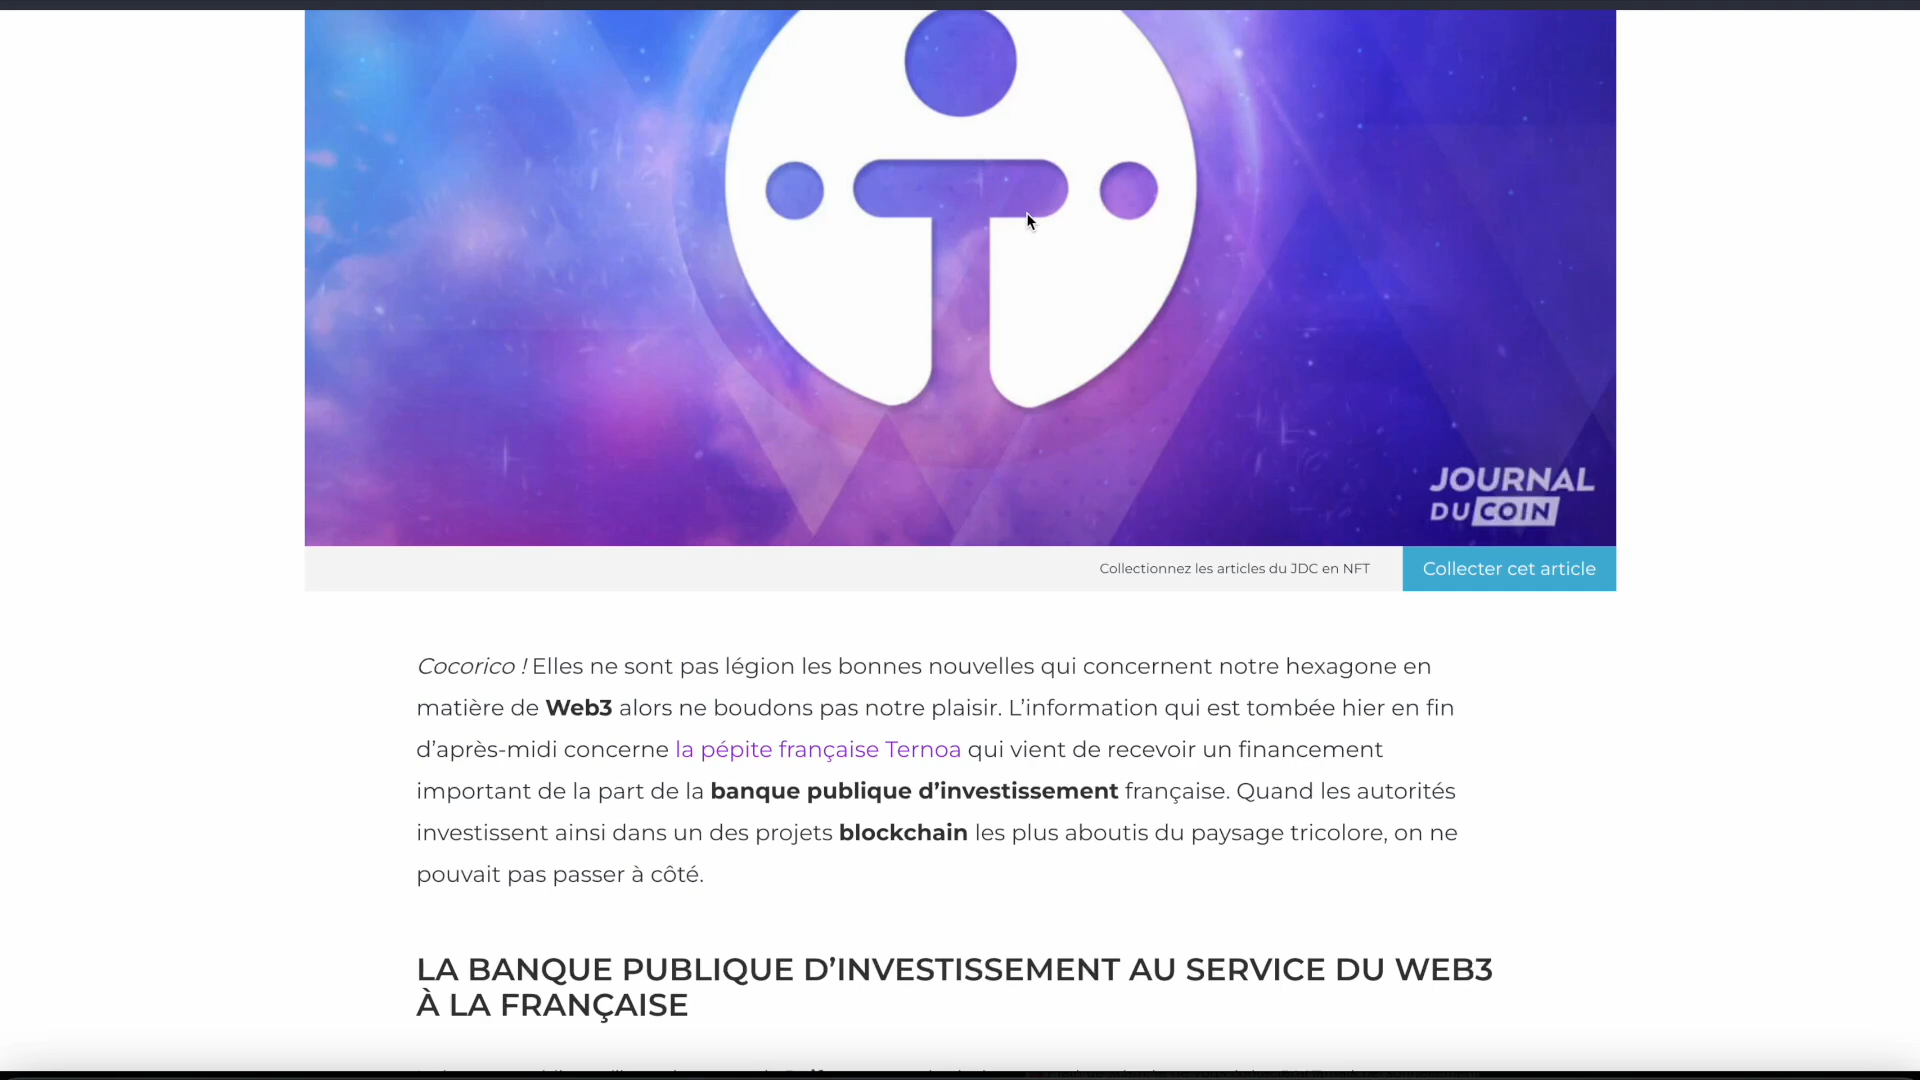 JOURNAL
DU COIN
Collectionnez les articles du JDC en NFT
Collecter cet article
Cocorico ! Elles ne sont pas légion les bonnes nouvelles qui concernent notre hexagone en
matière de Web3 alors ne boudons pas notre plaisir. L’information qui est tombée hier en fin
d’après-midi concerne la pépite française Ternoa qui vient de recevoir un financement
important de la part de la banque publique d’investissement française. Quand les autorités
investissent ainsi dans un des projets blockchain les plus aboutis du paysage tricolore, on ne
pouvait pas passer à côté.
LA BANQUE PUBLIQUE D’INVESTISSEMENT AU SERVICE DU WEB3
À LA FRANÇAISE